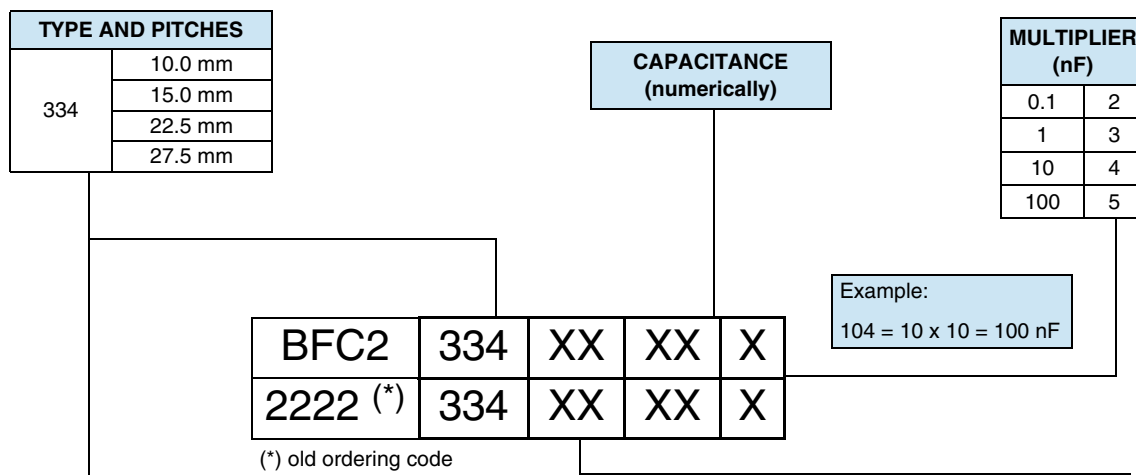 TYPE AND PITCHES
334
10.0 mm
15.0 mm
22.5 mm
27.5 mm
CAPACITANCE
(numerically)
MULTIPLIER
(nF)
0.1 2
1 3
10 4
100 5
Example:
104 = 10 x 10 = 100 nF
BFC2 334 XX XX X
2222 (*) 334 XX XX X
(*) old ordering code